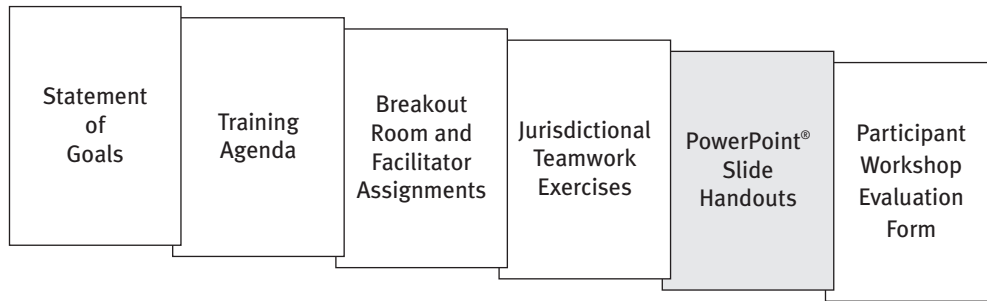 Statement
of
Goals
Training
Agenda
Breakout
Room and
Facilitator
Assignments
Jurisdictional
Teamwork
Exercises
PowerPoint®
Slide
Handouts
Participant
Workshop
Evaluation
Form